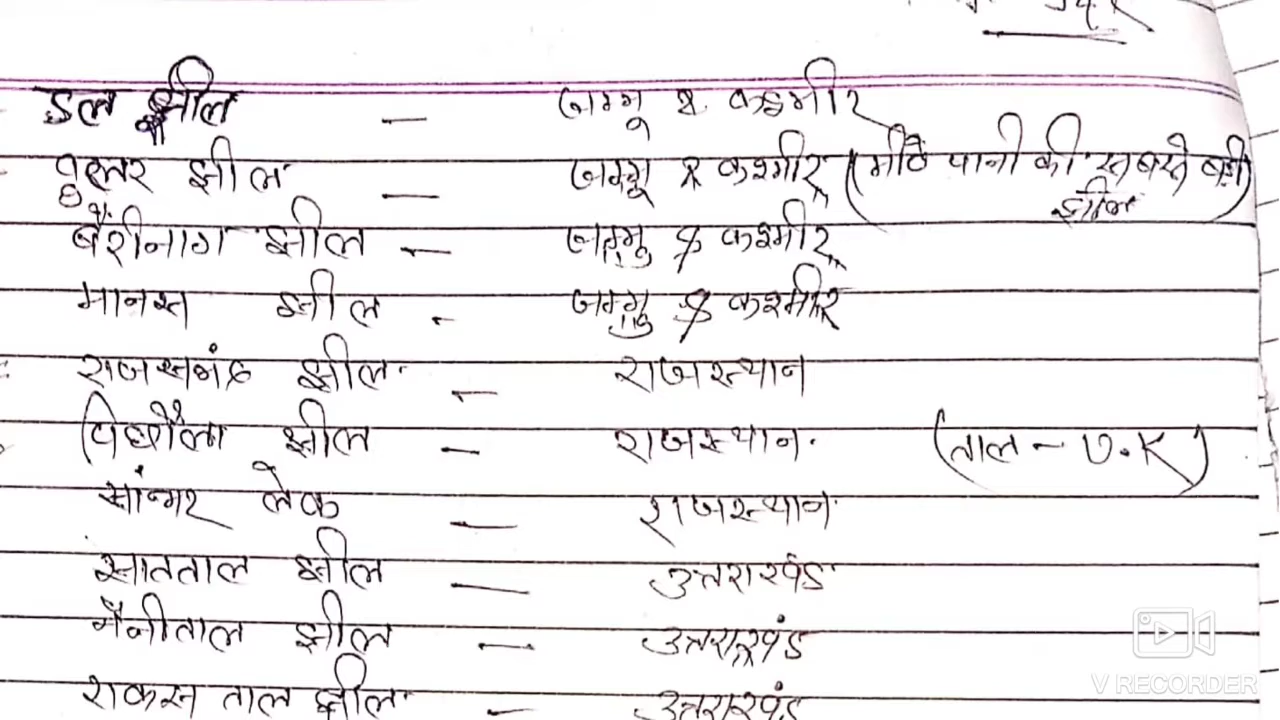 डल झील — जम्मू & कश्मीर
वुलर झील — जम्मू & कश्मीर (मीठे पानी की सबसे बड़ी झील)
बैरीनाग झील — जम्मु & कश्मीर
मानस झील - जम्मु & कश्मीर
राजसमंद झील — राजस्थान
पिछौला झील — राजस्थान (ताल - U.K)
सांभर लेक — राजस्थान
सातताल झील — उत्तराखंड
नैनीताल झील — उत्तराखंड
राकस ताल झील — उत्तराखंड
V RECORDER